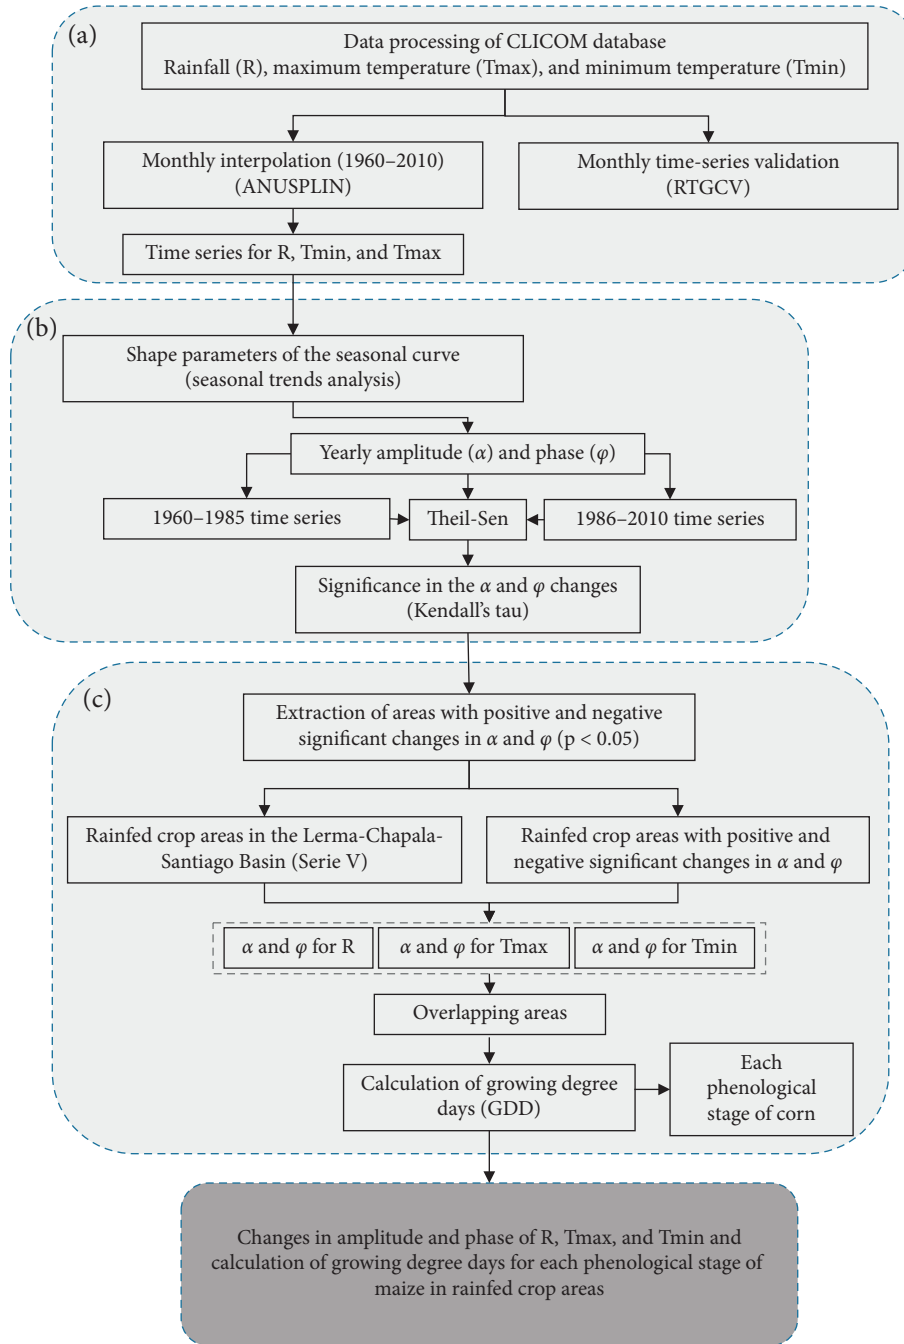 (a)
Data processing of CLICOM database
Rainfall (R), maximum temperature (Tmax), and minimum temperature (Tmin)
Monthly interpolation (1960–2010)
(ANUSPLIN)
Monthly time-series validation
(RTGCV)
Time series for R, Tmin, and Tmax
(b)
Shape parameters of the seasonal curve
(seasonal trends analysis)
Yearly amplitude (α) and phase (φ)
1960–1985 time series
Theil-Sen
1986–2010 time series
Significance in the α and φ changes
(Kendall's tau)
(c)
Extraction of areas with positive and negative
significant changes in α and φ (p < 0.05)
Rainfed crop areas in the Lerma-Chapala-
Santiago Basin (Serie V)
Rainfed crop areas with positive and
negative significant changes in α and φ
α and φ for R
α and φ for Tmax
α and φ for Tmin
Overlapping areas
Calculation of growing degree
days (GDD)
Each
phenological
stage of corn
Changes in amplitude and phase of R, Tmax, and Tmin and
calculation of growing degree days for each phenological stage of
maize in rainfed crop areas